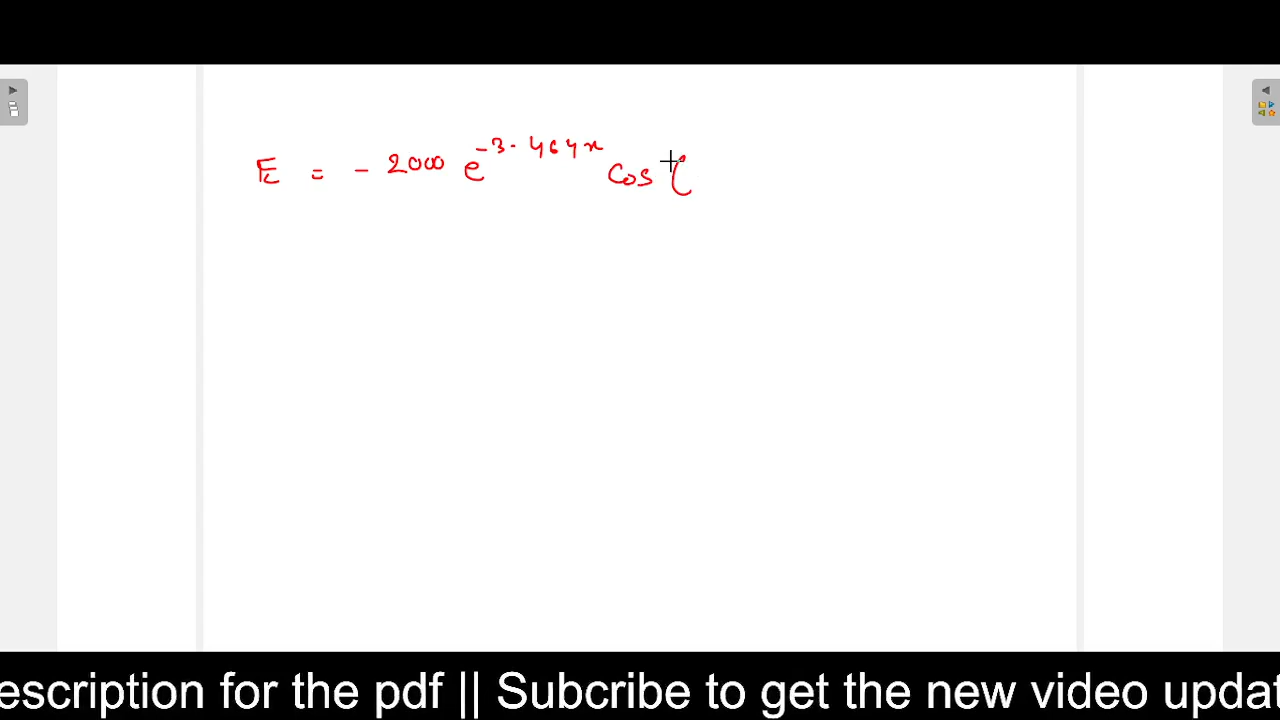 E = - 2000 e^{-3.464x} cos (
escription for the pdf || Subcribe to get the new video updat